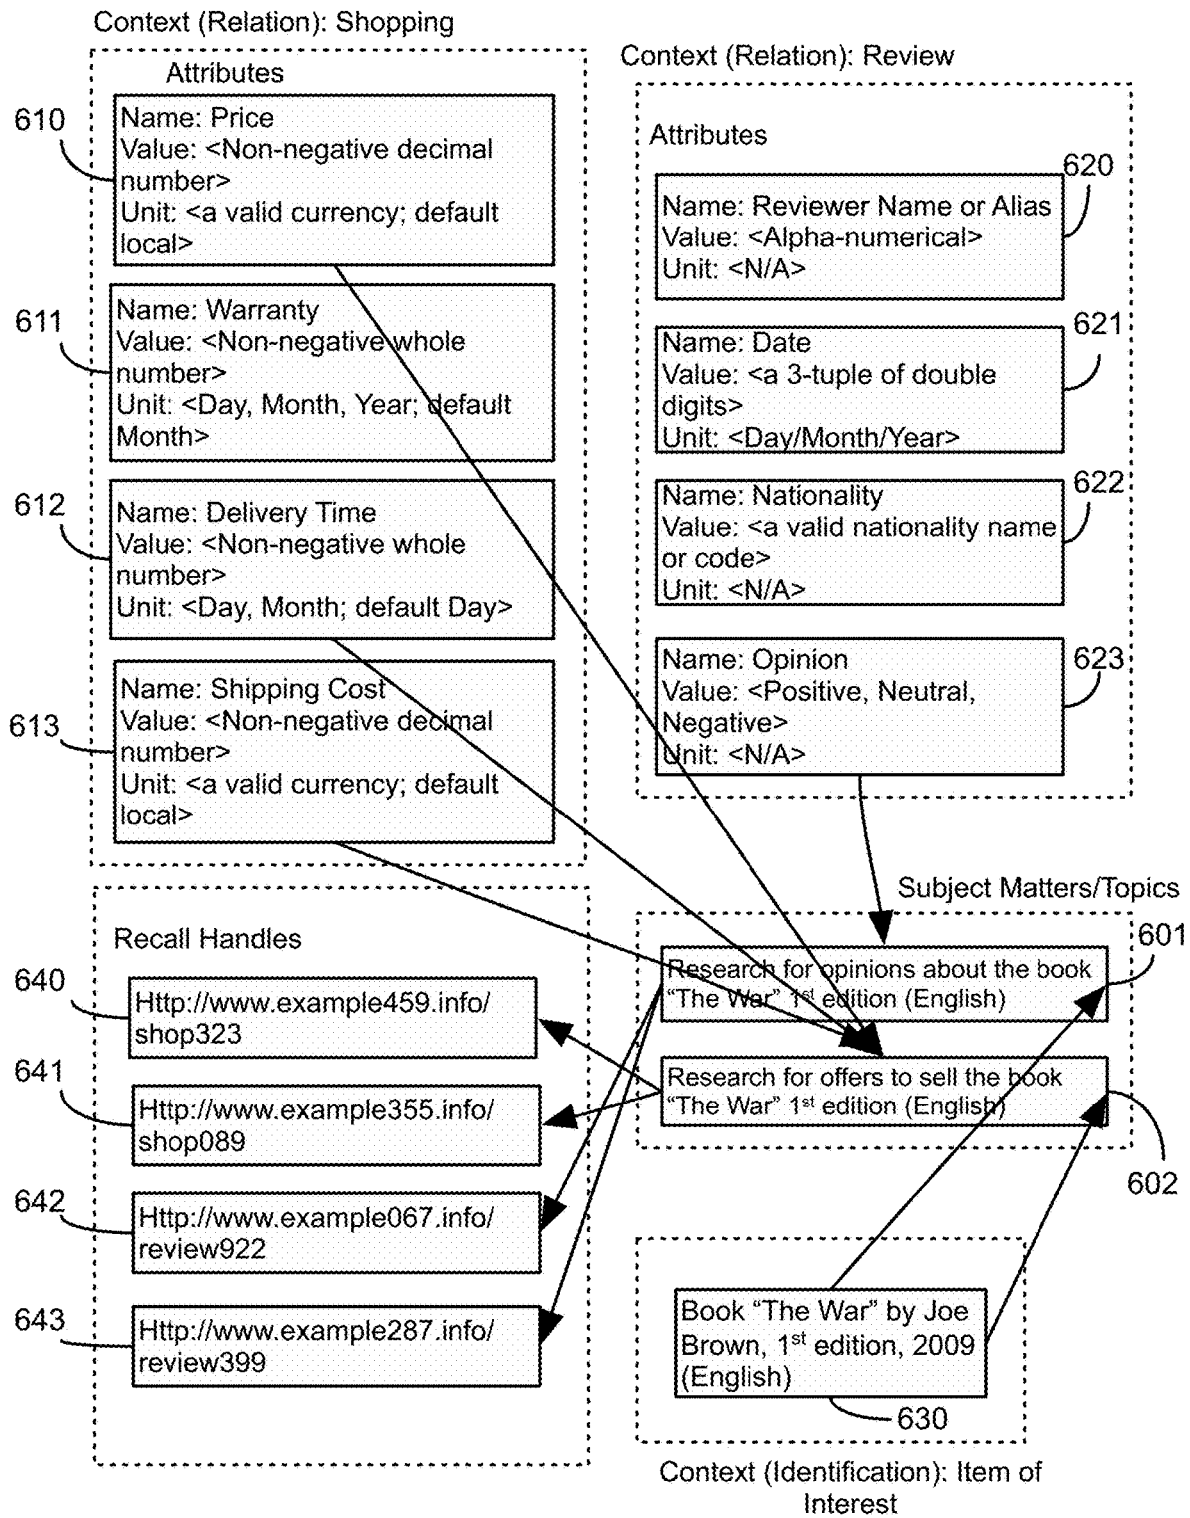 Context (Relation): Shopping
Attributes
610
Name: Price
Value: <Non-negative decimal
number>
Unit: <a valid currency; default
local>
611
Name: Warranty
Value: <Non-negative whole
number>
Unit: <Day, Month, Year; default
Month>
612
Name: Delivery Time
Value: <Non-negative whole
number>
Unit: <Day, Month; default Day>
613
Name: Shipping Cost
Value: <Non-negative decimal
number>
Unit: <a valid currency; default
local>
Context (Relation): Review
Attributes
620
Name: Reviewer Name or Alias
Value: <Alpha-numerical>
Unit: <N/A>
621
Name: Date
Value: <a 3-tuple of double
digits>
Unit: <Day/Month/Year>
622
Name: Nationality
Value: <a valid nationality name
or code>
Unit: <N/A>
623
Name: Opinion
Value: <Positive, Neutral,
Negative>
Unit: <N/A>
Recall Handles
640
Http://www.example459.info/
shop323
641
Http://www.example355.info/
shop089
642
Http://www.example067.info/
review922
643
Http://www.example287.info/
review399
Subject Matters/Topics
601
Research for opinions about the book
“The War” 1st edition (English)
Research for offers to sell the book
“The War” 1st edition (English)
602
Book “The War” by Joe
Brown, 1st edition, 2009
(English)
630
Context (Identification): Item of
Interest